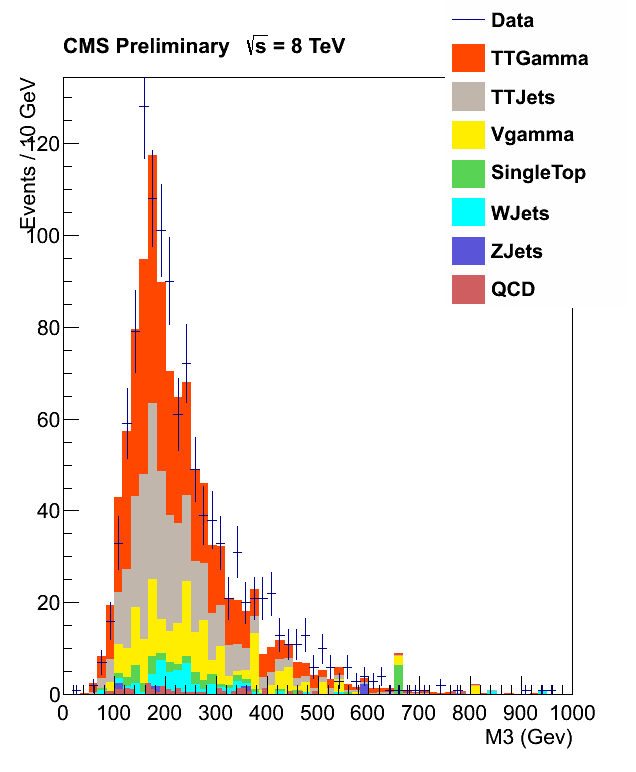 CMS Preliminary √s = 8 TeV
Data
TTGamma
TTJets
Vgamma
SingleTop
WJets
ZJets
QCD
Events / 10 GeV
120
100
80
60
40
20
0
0 100 200 300 400 500 600 700 800 900 1000
M3 (Gev)